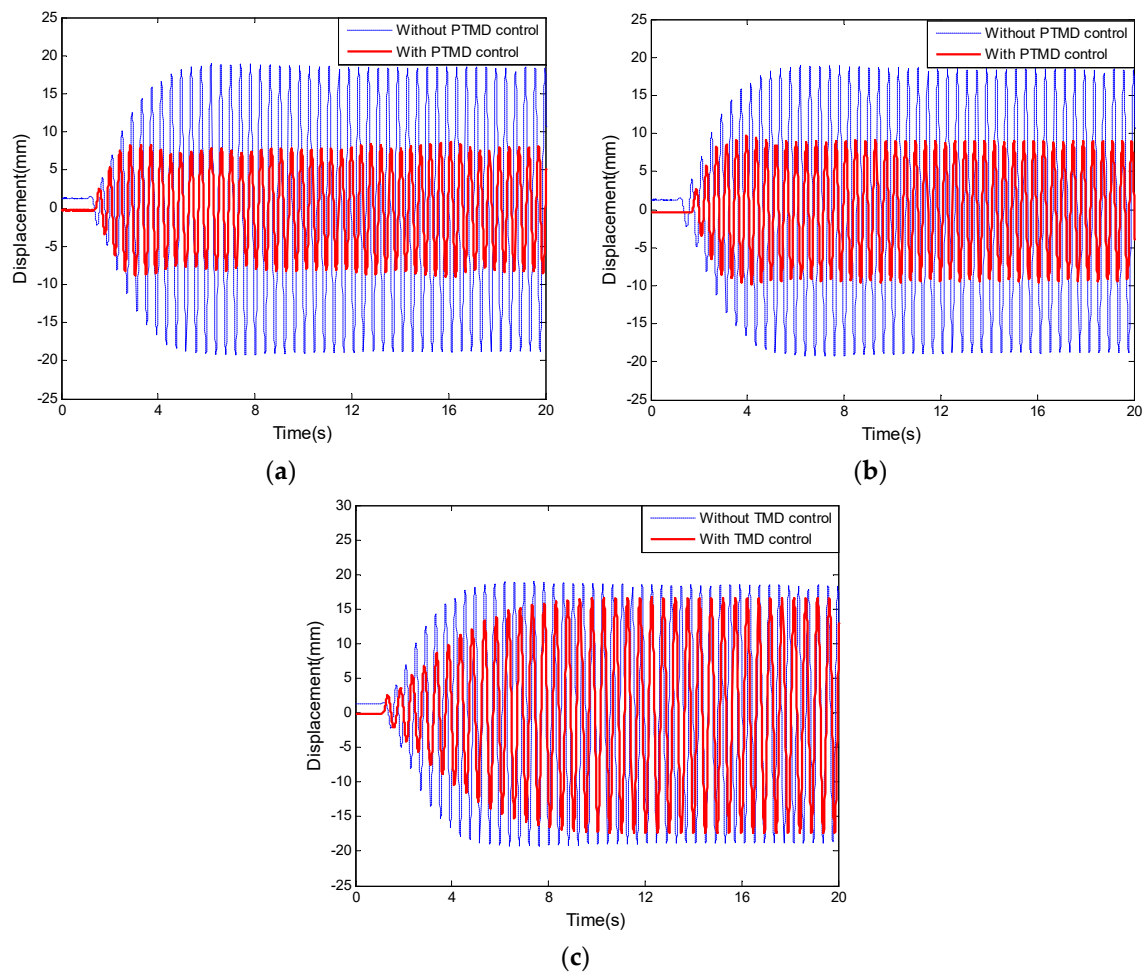 25
20
15
10
5
0
-5
-10
-15
-20
-25
Displacement(mm)
Without PTMD control
With PTMD control
0 4 8 12 16 20
Time(s)
(a)
25
20
15
10
5
0
-5
-10
-15
-20
-25
Displacement(mm)
Without PTMD control
With PTMD control
0 4 8 12 16 20
Time(s)
(b)
30
25
20
15
10
5
0
-5
-10
-15
-20
-25
Displacement(mm)
Without TMD control
With TMD control
0 4 8 12 16 20
Time(s)
(c)